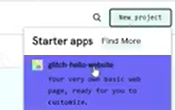 New project
Starter apps Find More
glitch-hello-website
Your very own basic web
page, ready for you to
customize.